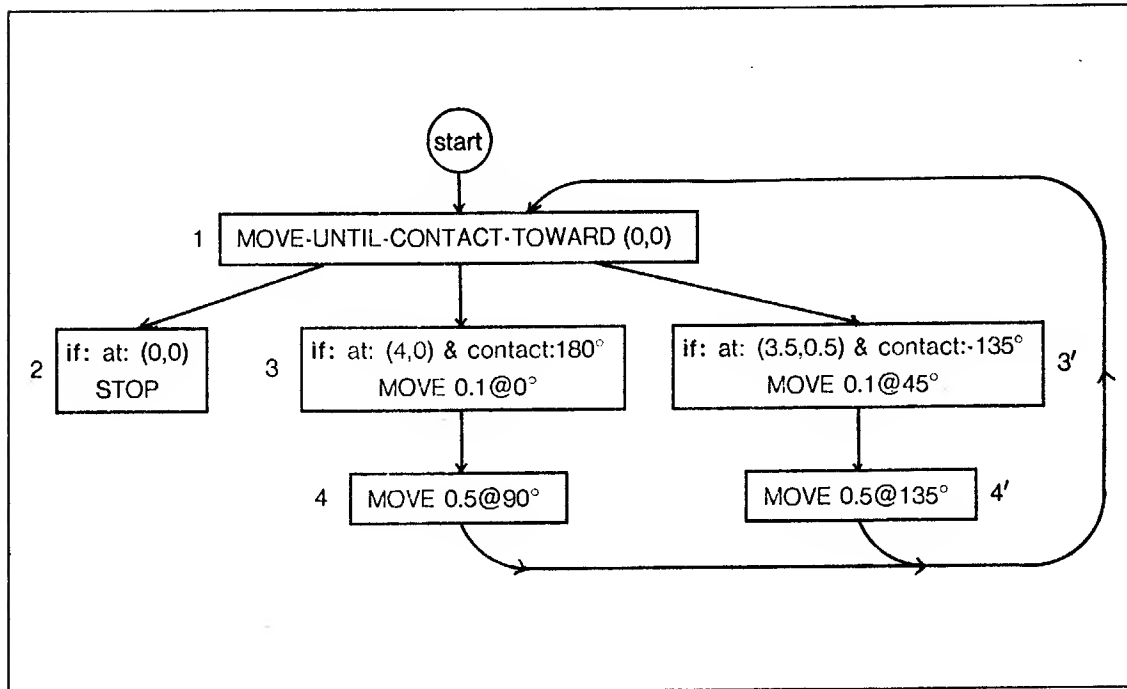 start
1 MOVE-UNTIL-CONTACT-TOWARD (0,0)
2
if: at: (0,0)
STOP
3
if: at: (4,0) & contact:180°
MOVE 0.1@0°
if: at: (3.5,0.5) & contact:-135°
MOVE 0.1@45°
3′
4 MOVE 0.5@90°
MOVE 0.5@135° 4′